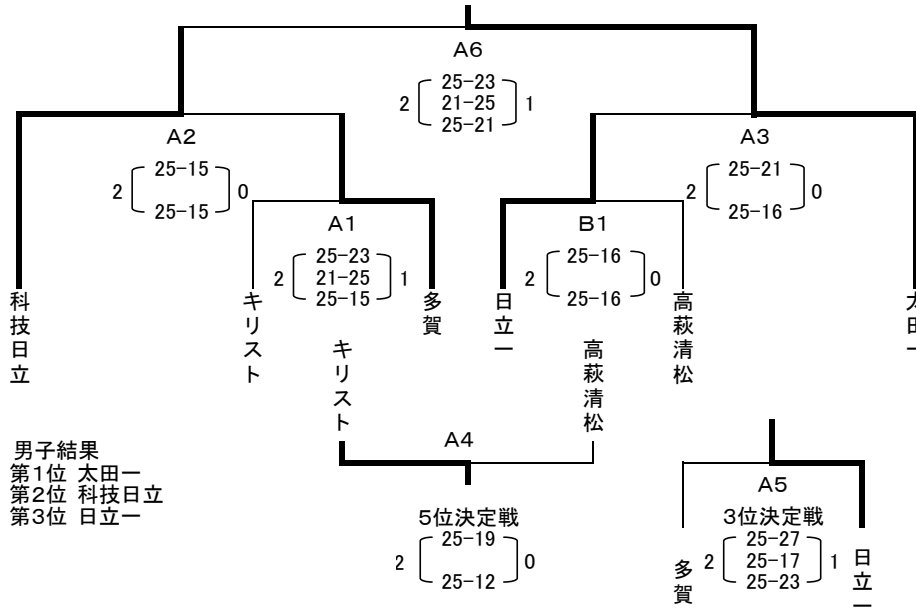 A6
2 25-23 1
21-25
25-21
A2
2 25-15 0
25-15
A3
2 25-21 0
25-16
A1
2 25-23 1
21-25
25-15
B1
2 25-16 0
25-16
科技日立
キリスト
多賀
日立一
高萩清松
太田一
キリスト
高萩清松
A4
男子結果
第1位 太田一
第2位 科技日立
第3位 日立一
5位決定戦
2 25-19 0
25-12
A5
3位決定戦
多賀
2 25-27 1
25-17
25-23
日立一